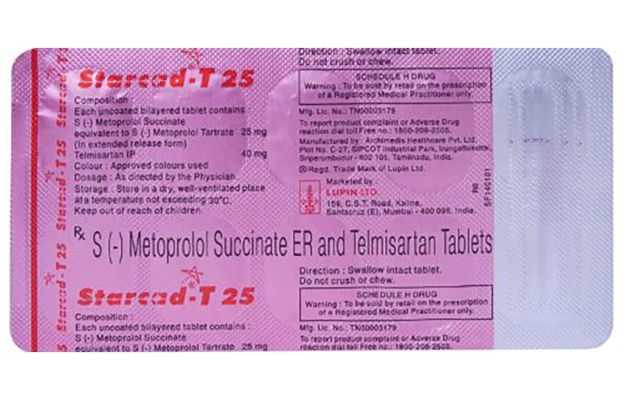 Starcad-T 25
Composition :
Each uncoated bilayered tablet contains :
S (-) Metoprolol Succinate
equivalent to S (-) Metoprolol Tartrate 25 mg
(In extended release form)
Telmisartan IP 40 mg
Colour : Approved colours used
Dosage : As directed by the Physician
Storage : Store in a dry, well-ventilated place
at a temperature not exceeding 30°C.
Keep out of reach of children.
Direction : Swallow intact tablet.
Do not crush or chew.
SCHEDULE H DRUG
Warning : To be sold by retail on the prescription
of a Registered Medical Practitioner only.
Mfg. Lic. No.: TN00003179
To report product complaint or Adverse Drug
reaction dial toll Free no.: 1800-208-2505.
Manufactured by : Archimedis Healthcare Pvt. Ltd.
Plot No. C-27, SIPCOT Industrial Park, Irungattukottai,
Sriperumbudur - 602 105, Tamilnadu, India.
® Regd. Trade Mark of Lupin Ltd.
Marketed by :
LUPIN LTD.
159, C.S.T. Road, Kalina,
Santacruz (E), Mumbai - 400 098, India.
Rx S (-) Metoprolol Succinate ER and Telmisartan Tablets
Starcad-T 25
Composition :
Each uncoated bilayered tablet contains :
S (-) Metoprolol Succinate
equivalent to S (-) Metoprolol Tartrate 25 mg
Direction : Swallow intact tablet.
Do not crush or chew.
SCHEDULE H DRUG
Warning : To be sold by retail on the prescription
of a Registered Medical Practitioner only.
Mfg. Lic. No.: TN00003179
To report product complaint or Adverse Drug
reaction dial toll Free no.: 1800-208-2505.